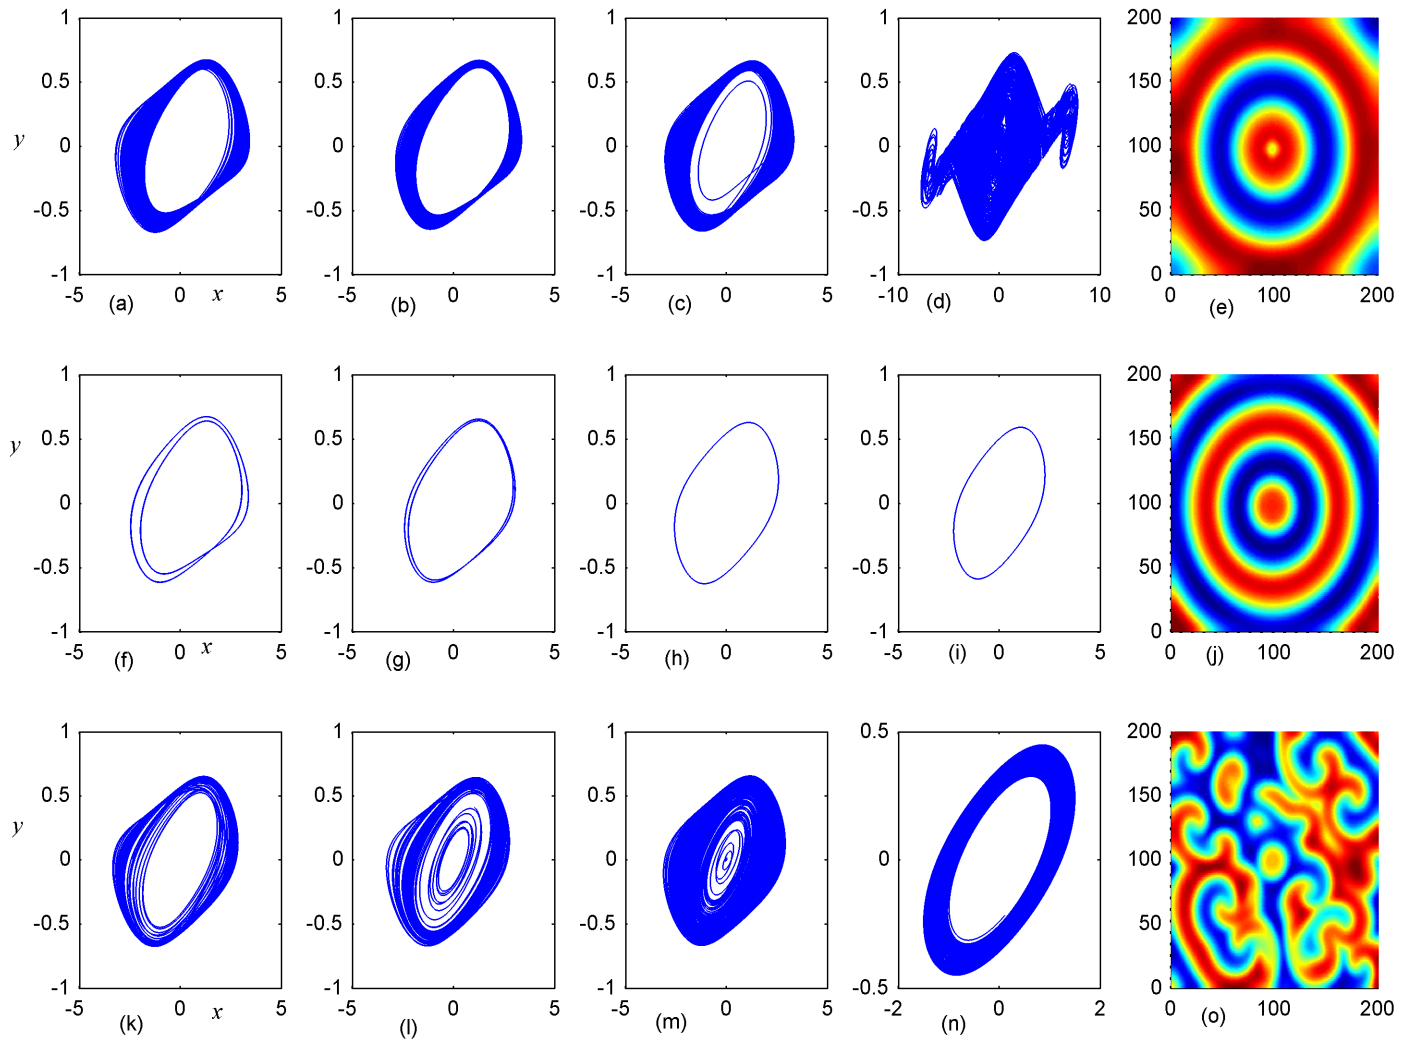 1 1 1 1 200
0.5 0.5 0.5 0.5 150
y 0 0 0 0 100
-0.5 -0.5 -0.5 -0.5 50
-1 -1 -1 -1 0
-5 0 x 5 -5 0 5 -5 0 5 -10 0 10 0 100 200
(a) (b) (c) (d) (e)
1 1 1 1 200
0.5 0.5 0.5 0.5 150
y 0 0 0 0 100
-0.5 -0.5 -0.5 -0.5 50
-1 -1 -1 -1 0
-5 0 x 5 -5 0 5 -5 0 5 -5 0 5 0 100 200
(f) (g) (h) (i) (j)
1 1 1 0.5 200
0.5 0.5 0.5 150
y 0 0 0 0 100
-0.5 -0.5 -0.5 50
-1 -1 -1 -0.5 0
-5 0 x 5 -5 0 5 -5 0 5 -2 0 2 0 100 200
(k) (l) (m) (n) (o)